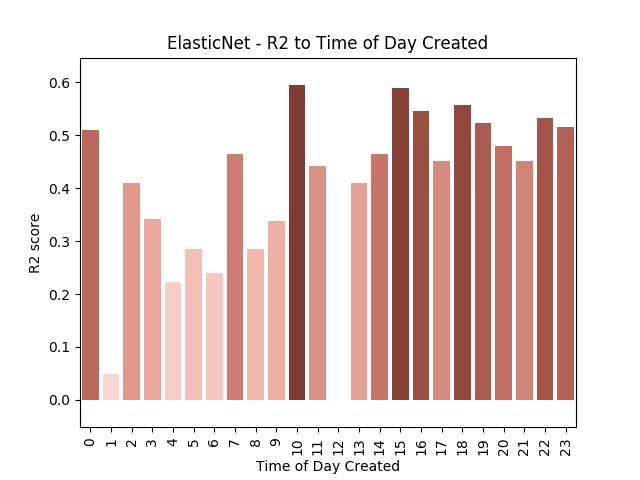 ElasticNet - R2 to Time of Day Created
R2 score
0.6
0.5
0.4
0.3
0.2
0.1
0.0
0 1 2 3 4 5 6 7 8 9 10 11 12 13 14 15 16 17 18 19 20 21 22 23
Time of Day Created